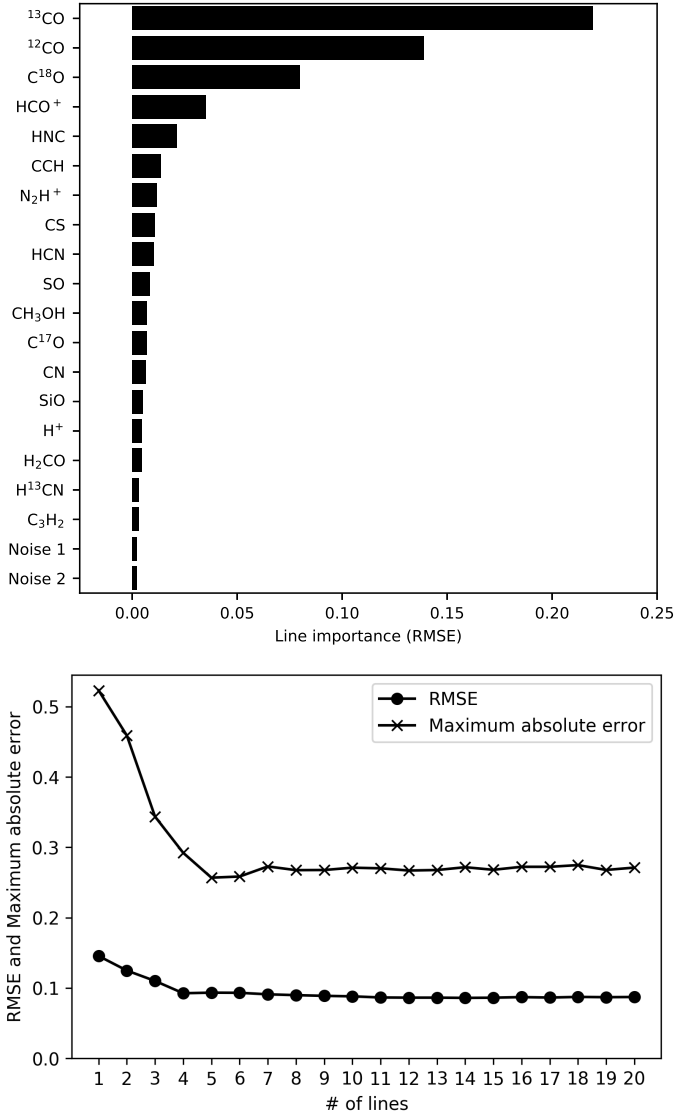 ¹³CO
¹²CO
C¹⁸O
HCO⁺
HNC
CCH
N₂H⁺
CS
HCN
SO
CH₃OH
C¹⁷O
CN
SiO
H⁺
H₂CO
H¹³CN
C₃H₂
Noise 1
Noise 2
0.00 0.05 0.10 0.15 0.20 0.25
Line importance (RMSE)
RMSE
Maximum absolute error
RMSE and Maximum absolute error
0.5
0.4
0.3
0.2
0.1
0.0
1 2 3 4 5 6 7 8 9 10 11 12 13 14 15 16 17 18 19 20
# of lines